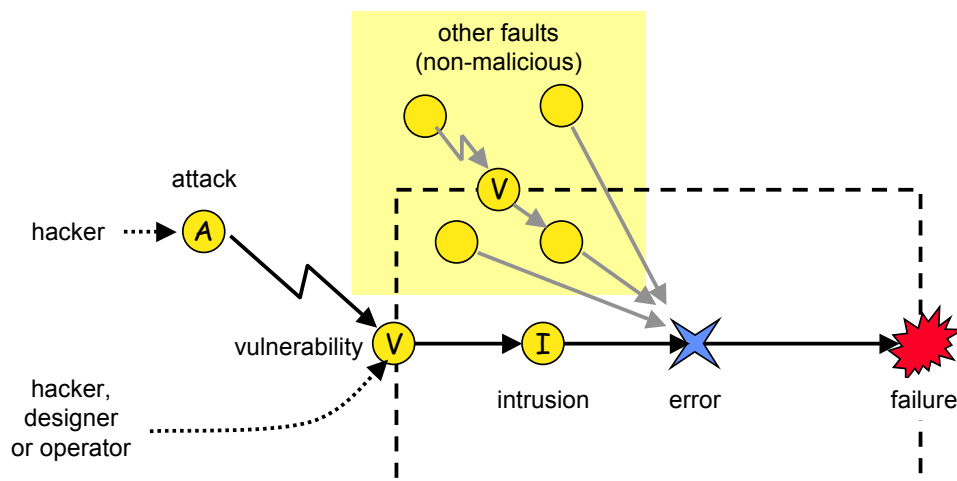 other faults
(non-malicious)
V
attack
hacker
A
vulnerability
V
I
intrusion
error
failure
hacker,
designer
or operator